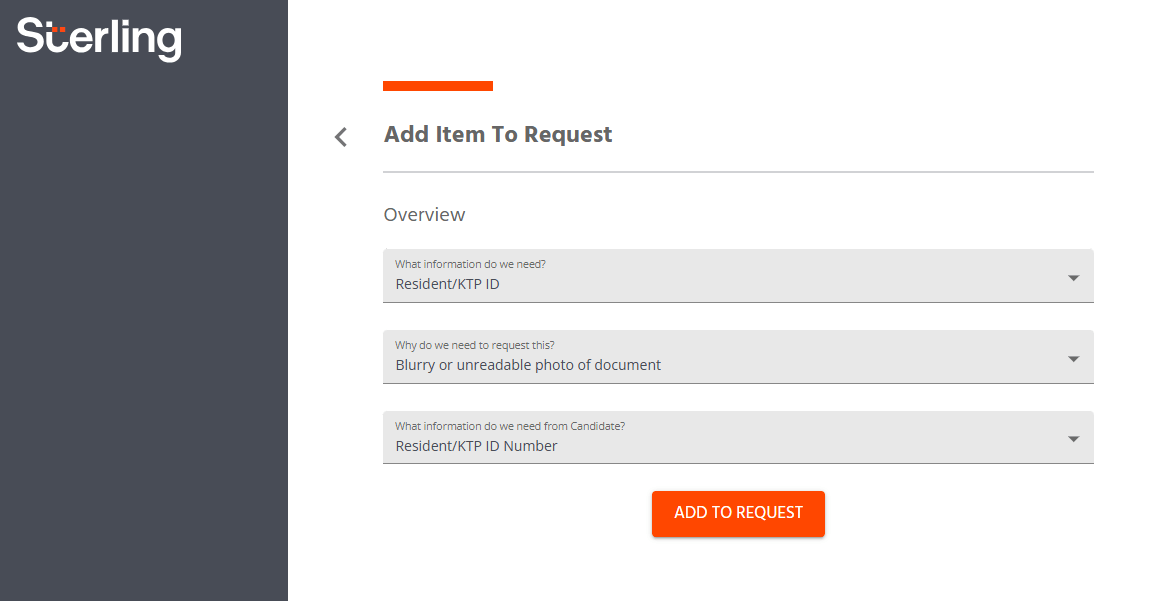 Sterling
Add Item To Request
Overview
What information do we need?
Resident/KTP ID
Why do we need to request this?
Blurry or unreadable photo of document
What information do we need from Candidate?
Resident/KTP ID Number
ADD TO REQUEST